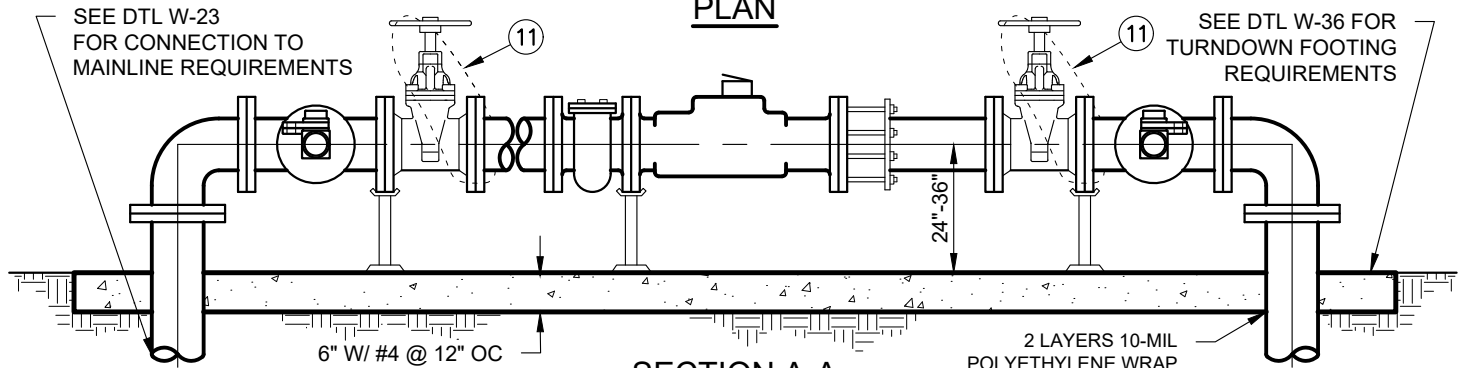 PLAN
SEE DTL W-23
FOR CONNECTION TO
MAINLINE REQUIREMENTS
11
11
SEE DTL W-36 FOR
TURNDOWN FOOTING
REQUIREMENTS
24"-36"
6" W/ #4 @ 12" OC
2 LAYERS 10-MIL
POLYETHYLENE WRAP
SECTION A-A